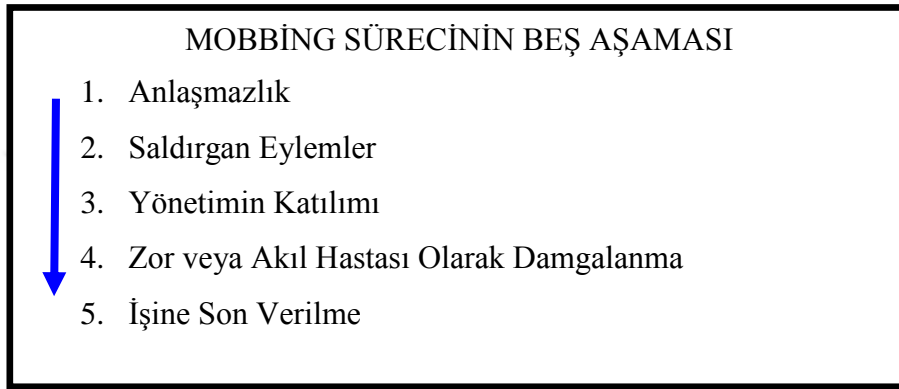 MOBBİNG SÜRECİNİN BEŞ AŞAMASI
1. Anlaşmazlık
2. Saldırgan Eylemler
3. Yönetimin Katılımı
4. Zor veya Akıl Hastası Olarak Damgalanma
5. İşine Son Verilme